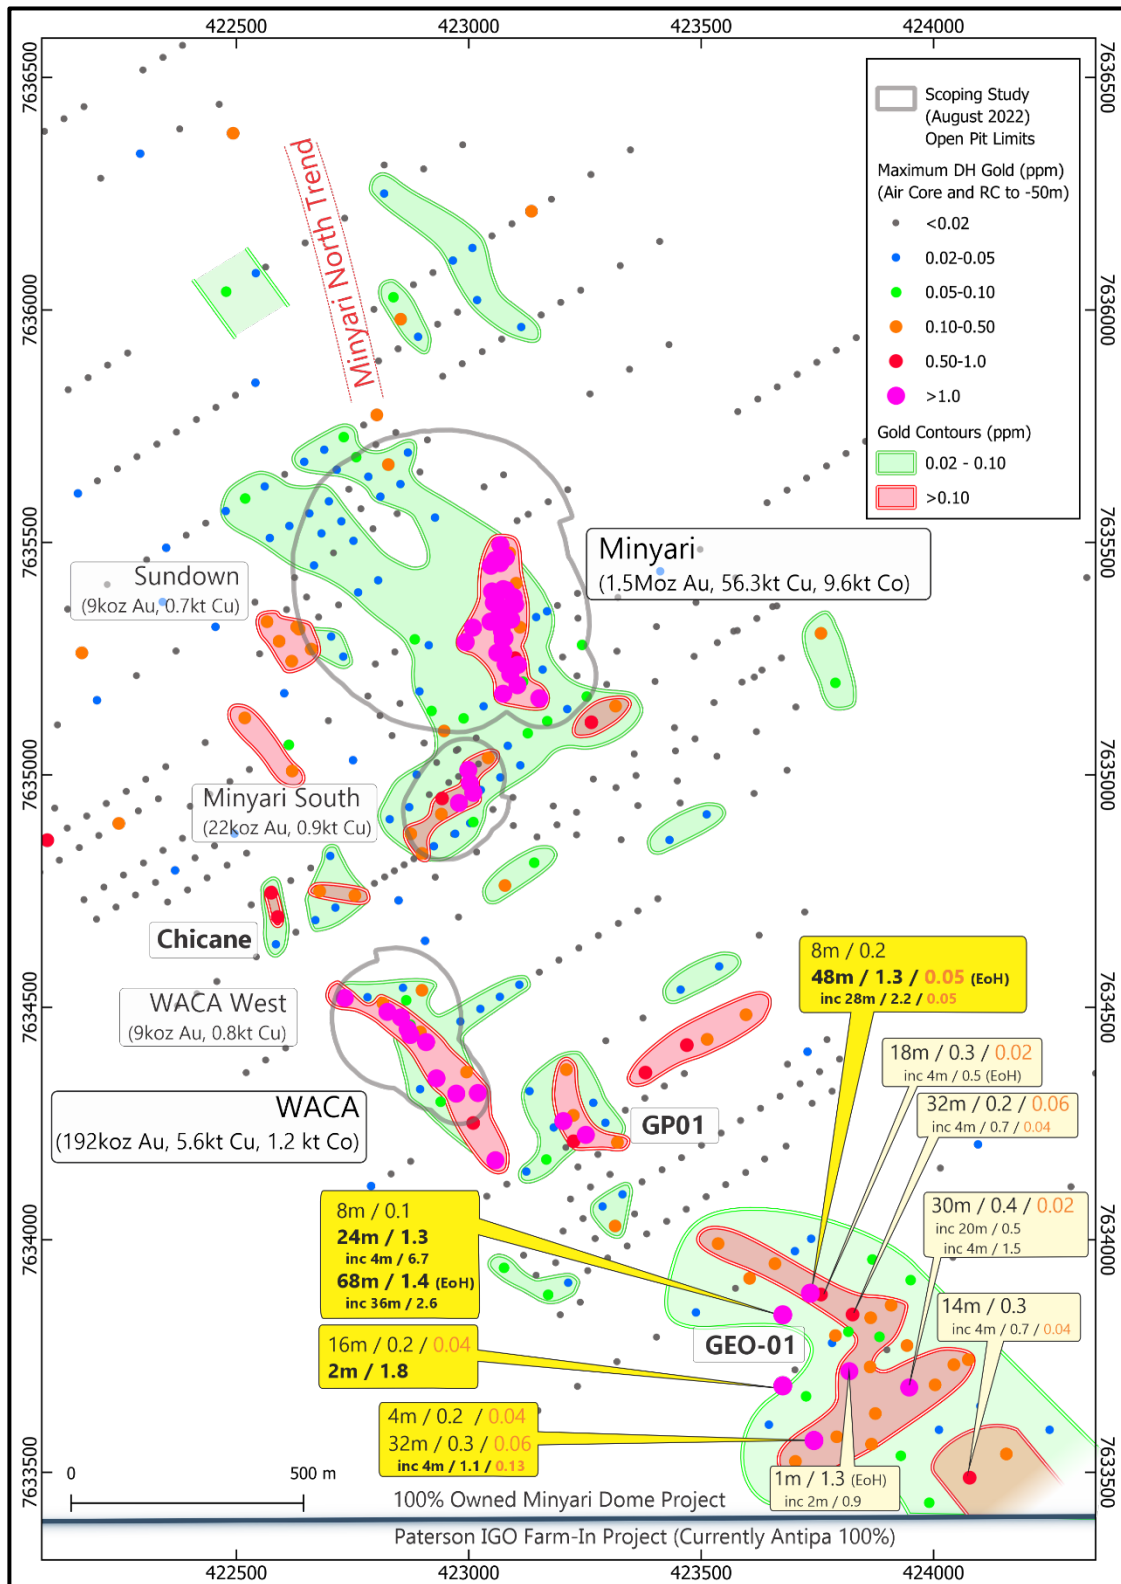 422500 423000 423500 424000
7636500
7636500
Scoping Study
(August 2022)
Open Pit Limits
Maximum DH Gold (ppm)
(Air Core and RC to -50m)
<0.02
0.02-0.05
0.05-0.10
0.10-0.50
0.50-1.0
>1.0
Gold Contours (ppm)
0.02 - 0.10
>0.10
Minyari North Trend
7636000
7636000
7635500
7635500
Minyari
(1.5Moz Au, 56.3kt Cu, 9.6kt Co)
Sundown
(9koz Au, 0.7kt Cu)
7635000
7635000
Minyari South
(22koz Au, 0.9kt Cu)
Chicane
WACA West
(9koz Au, 0.8kt Cu)
7634500
7634500
8m / 0.2
48m / 1.3 / 0.05 (EoH)
inc 28m / 2.2 / 0.05
18m / 0.3 / 0.02
inc 4m / 0.5 (EoH)
WACA
(192koz Au, 5.6kt Cu, 1.2 kt Co)
GP01
32m / 0.2 / 0.06
inc 4m / 0.7 / 0.04
8m / 0.1
24m / 1.3
inc 4m / 6.7
68m / 1.4 (EoH)
inc 36m / 2.6
30m / 0.4 / 0.02
inc 20m / 0.5
inc 4m / 1.5
7634000
7634000
14m / 0.3
inc 4m / 0.7 / 0.04
GEO-01
16m / 0.2 / 0.04
2m / 1.8
4m / 0.2 / 0.04
32m / 0.3 / 0.06
inc 4m / 1.1 / 0.13
1m / 1.3 (EoH)
inc 2m / 0.9
7633500
7633500
0 500 m
100% Owned Minyari Dome Project
Paterson IGO Farm-In Project (Currently Antipa 100%)
422500 423000 423500 424000